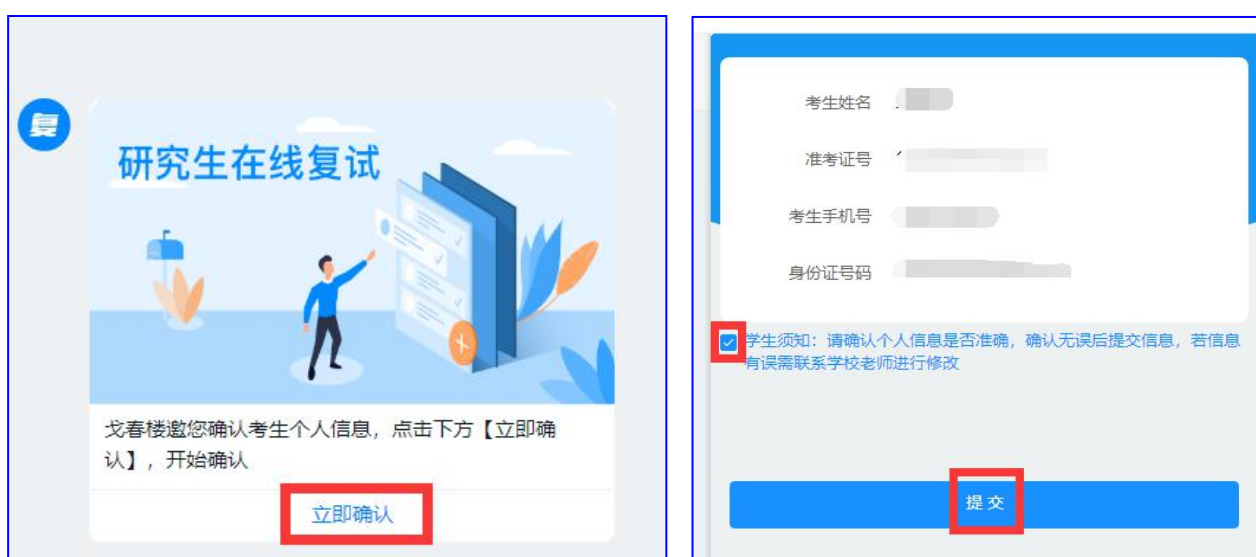 复
研究生在线复试
戈春楼邀您确认考生个人信息，点击下方【立即确
认】，开始确认
立即确认
考生姓名
准考证号
考生手机号
身份证号码
学生须知：请确认个人信息是否准确，确认无误后提交信息，若信息
有误需联系学校老师进行修改
提交